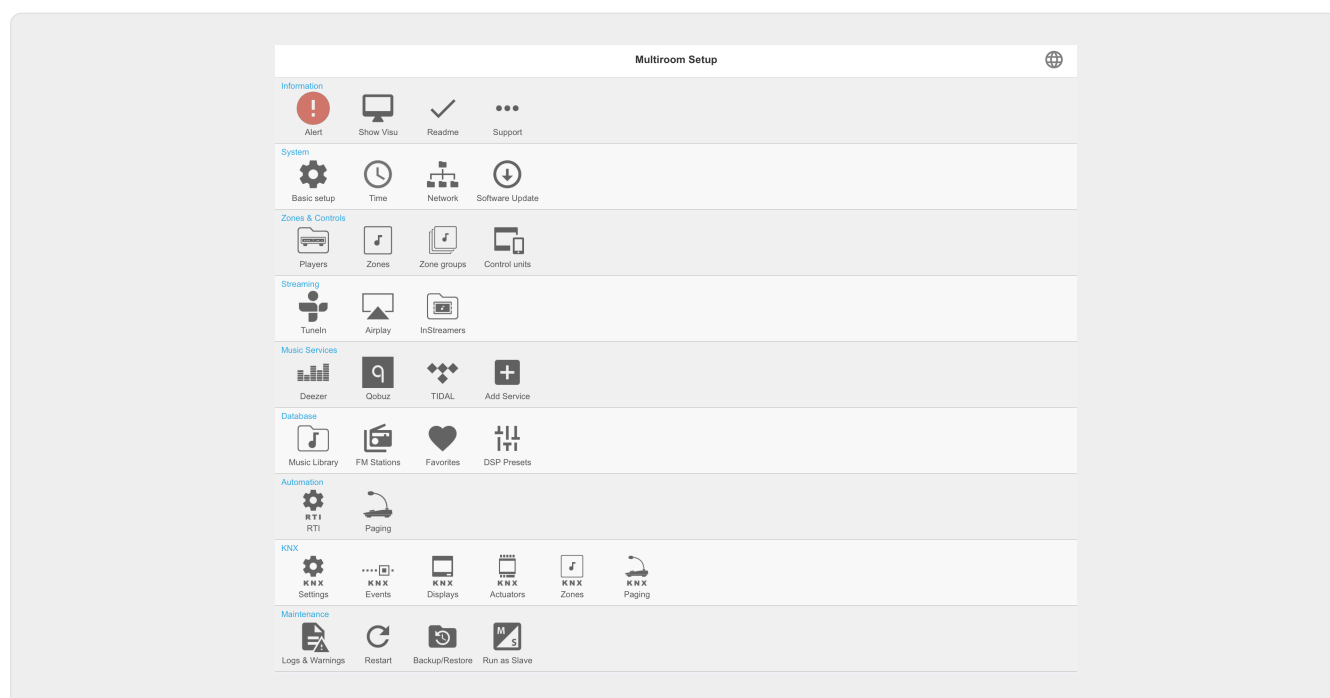 Multiroom Setup
Information
Alert Show Visu Readme Support
System
Basic setup Time Network Software Update
Zones & Controls
Players Zones Zone groups Control units
Streaming
TuneIn Airplay InStreamers
Music Services
q
Deezer Qobuz TIDAL Add Service
Database
Music Library FM Stations Favorites DSP Presets
Automation
RTI
RTI Paging
KNX
KNX KNX KNX KNX KNX KNX
Settings Events Displays Actuators Zones Paging
Maintenance
M S
Logs & Warnings Restart Backup/Restore Run as Slave